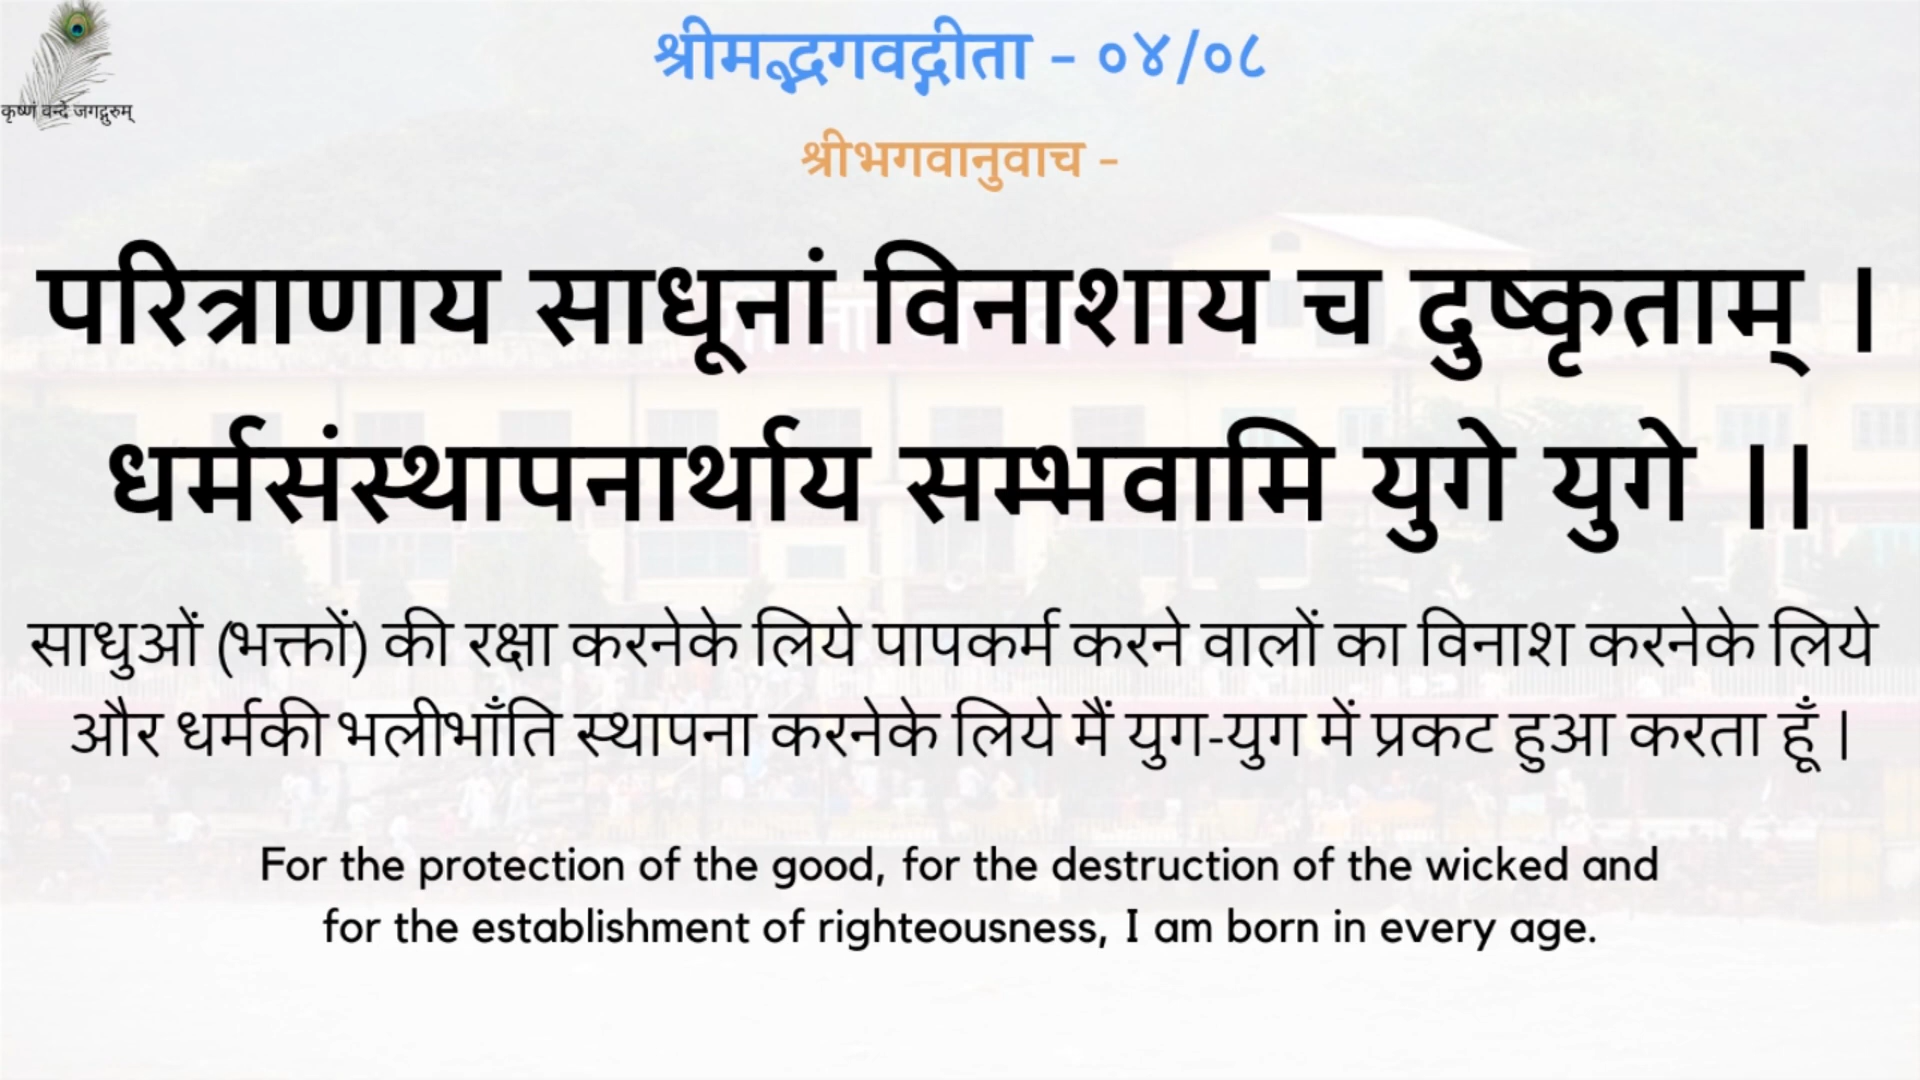 श्रीमद्भगवद्गीता - ०४/०८
कृष्णं वन्दे जगद्गुरुम्
श्रीभगवानुवाच -
परित्राणाय साधूनां विनाशाय च दुष्कृताम् ।
धर्मसंस्थापनार्थाय सम्भवामि युगे युगे ।।
साधुओं (भक्तों) की रक्षा करनेके लिये पापकर्म करने वालों का विनाश करनेके लिये
और धर्मकी भलीभाँति स्थापना करनेके लिये मैं युग-युग में प्रकट हुआ करता हूँ ।
For the protection of the good, for the destruction of the wicked and
for the establishment of righteousness, I am born in every age.